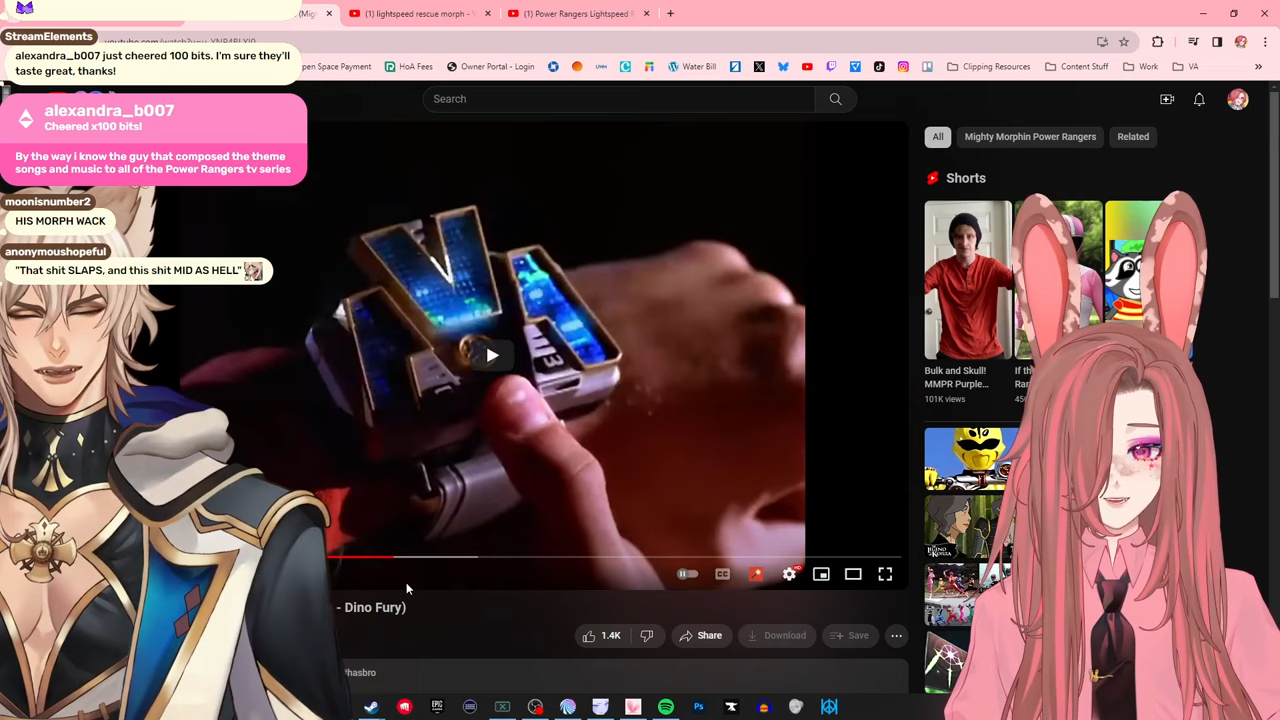 (1) lightspeed rescue morph -
(1) Power Rangers Lightspeed R
StreamElements
alexandra_b007 just cheered 100 bits. I'm sure they'll
taste great, thanks!
pen Space Payment
HoA Fees
Owner Portal - Login
Water Bill
Clipping Resources
Content Stuff
Work
VA
Search
alexandra_b007
Cheered x100 bits!
By the way i know the guy that composed the theme
songs and music to all of the Power Rangers tv series
All
Mighty Morphin Power Rangers
Related
Shorts
moonisnumber2
HIS MORPH WACK
anonymoushopeful
"That shit SLAPS, and this shit MID AS HELL"
Bulk and Skull!
MMPR Purple...
101K views
- Dino Fury)
1.4K
Share
Download
Save
#hasbro